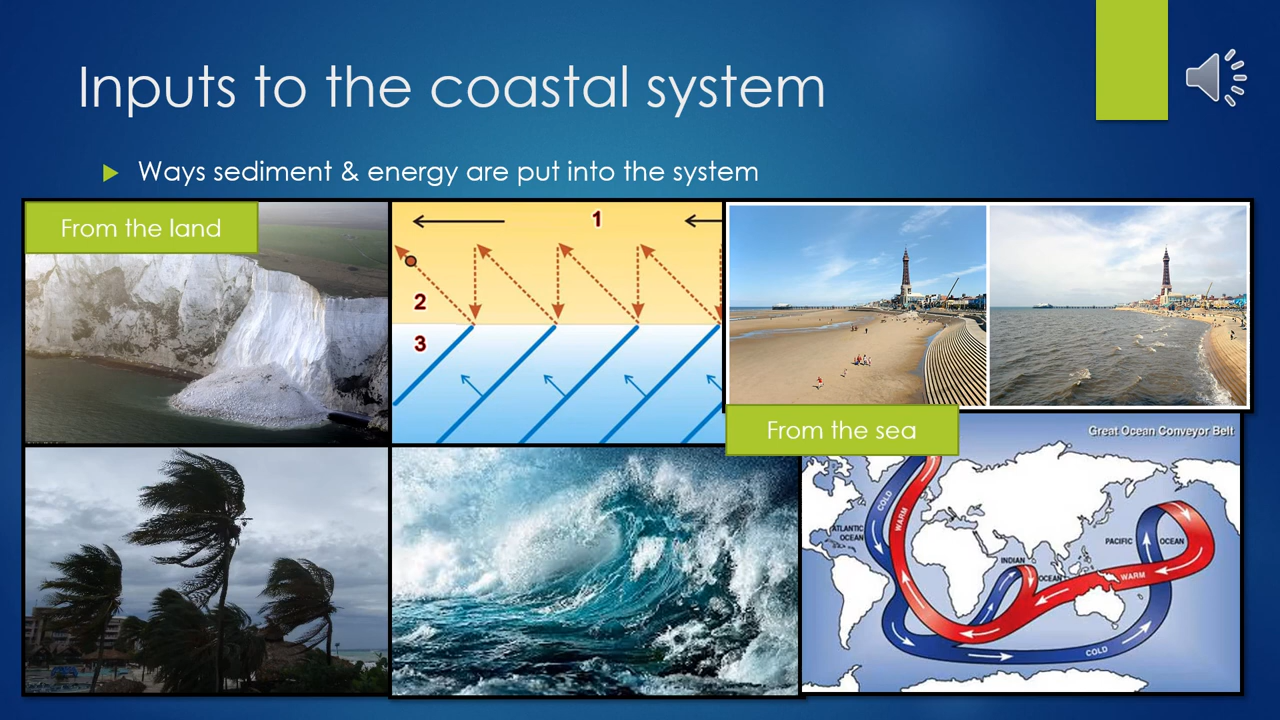 Inputs to the coastal system
Ways sediment & energy are put into the system
From the land
1
2
3
From the sea
Great Ocean Conveyor Belt
COLD
WARM
ATLANTIC
OCEAN
PACIFIC
OCEAN
INDIAN
OCEAN
WARM
COLD